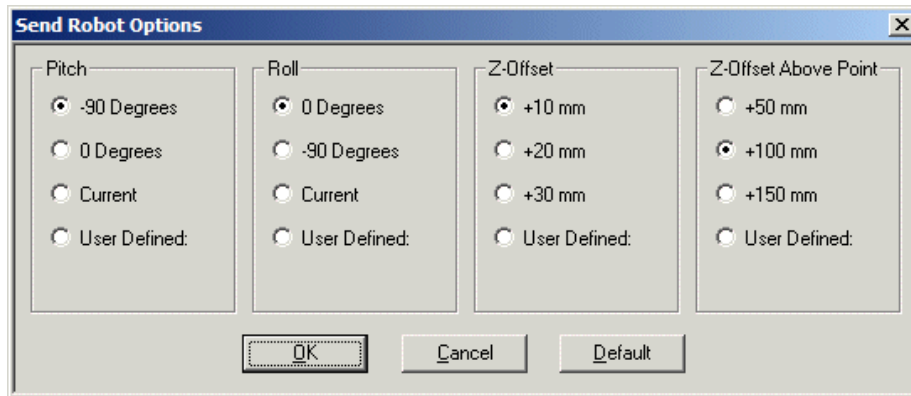 Send Robot Options
Pitch
-90 Degrees
0 Degrees
Current
User Defined:
Roll
0 Degrees
-90 Degrees
Current
User Defined:
Z-Offset
+10 mm
+20 mm
+30 mm
User Defined:
Z-Offset Above Point
+50 mm
+100 mm
+150 mm
User Defined:
OK
Cancel
Default